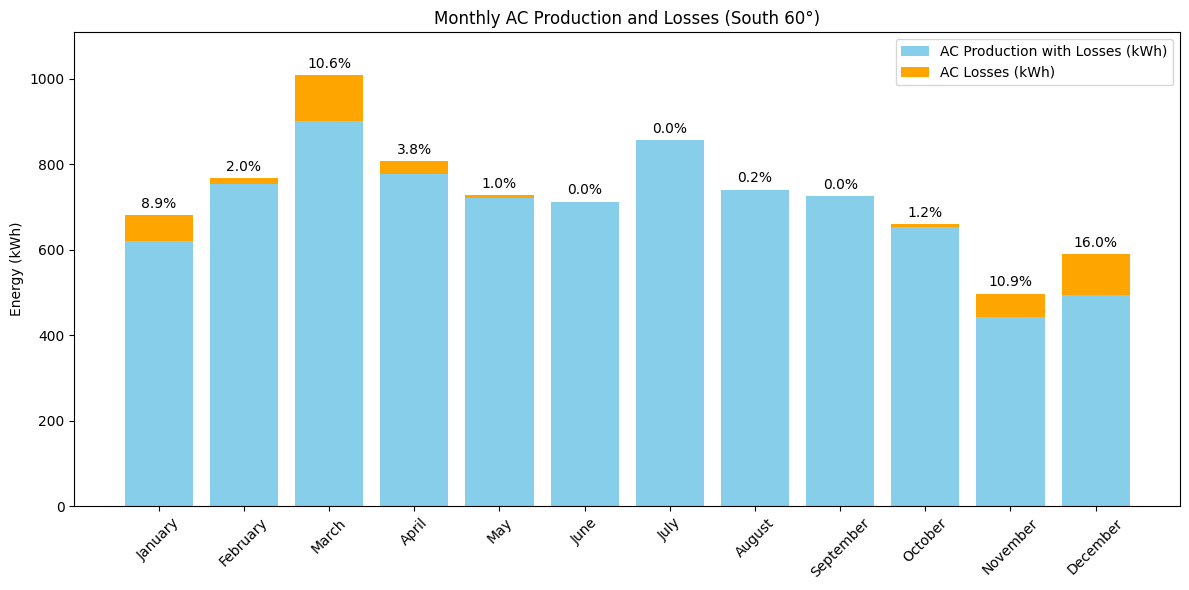 Monthly AC Production and Losses (South 60°)
AC Production with Losses (kWh)
AC Losses (kWh)
Energy (kWh)
1000
800
600
400
200
0
8.9%
2.0%
10.6%
3.8%
1.0%
0.0%
0.0%
0.2%
0.0%
1.2%
10.9%
16.0%
January
February
March
April
May
June
July
August
September
October
November
December